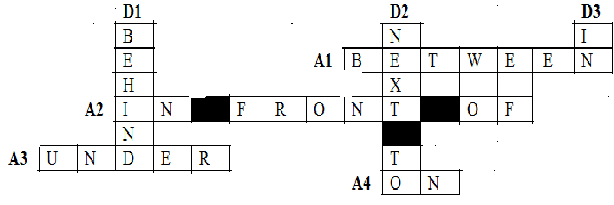 D1 D2 D3
B N I
E A1 B E T W E E N
H X
A2 I N F R O N T O F
N
A3 U N D E R T
A4 O N